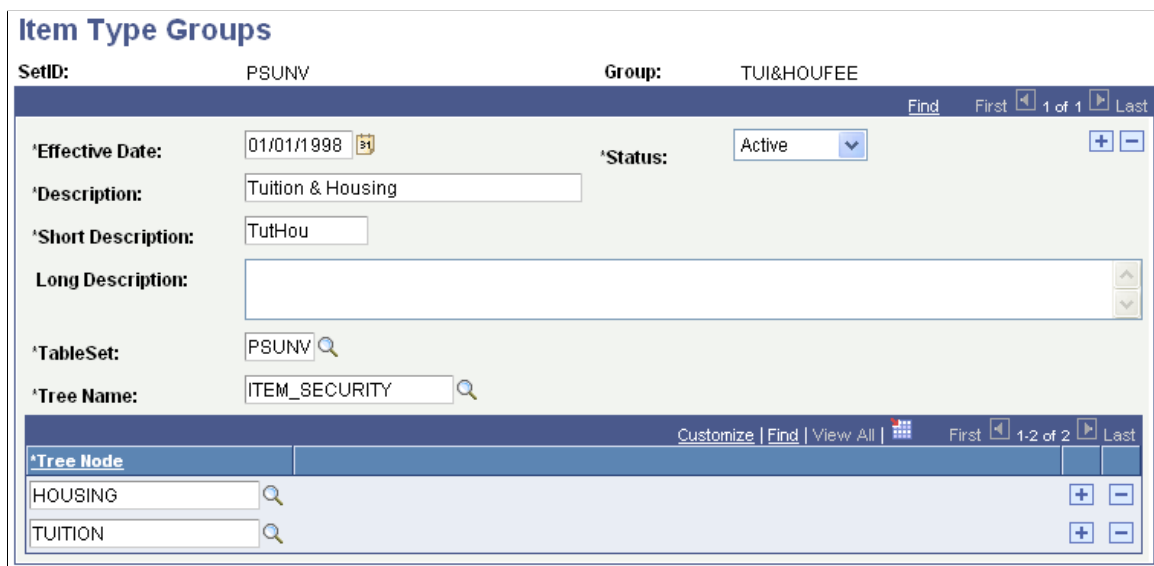 Item Type Groups
SetID: PSUNV Group: TUI&HOUFEE
Find First 1 of 1 Last
*Effective Date: 01/01/1998 31 *Status: Active
*Description: Tuition & Housing
*Short Description: TutHou
Long Description:
*TableSet: PSUNV
*Tree Name: ITEM_SECURITY
Customize | Find | View All | First 1-2 of 2 Last
*Tree Node
HOUSING
TUITION